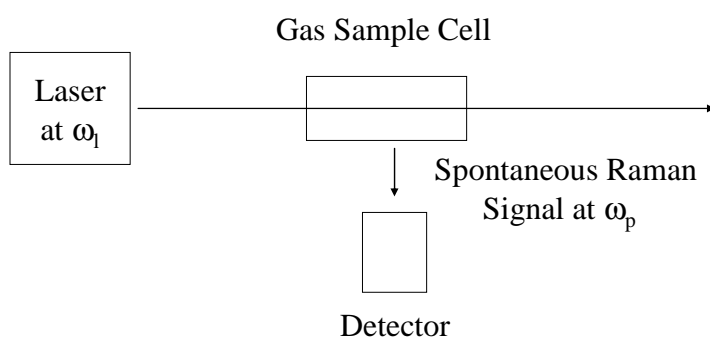 Gas Sample Cell
Laser
at ωl
Spontaneous Raman
Signal at ωp
Detector